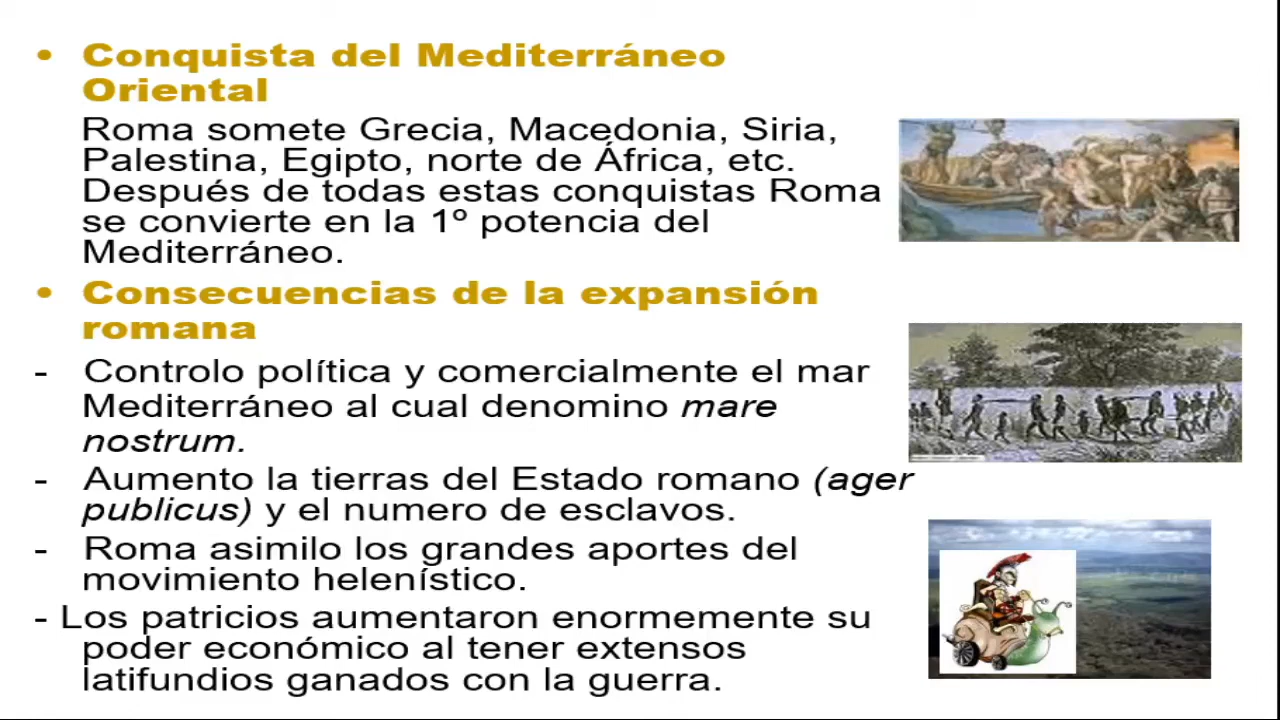 • Conquista del Mediterráneo
Oriental
Roma somete Grecia, Macedonia, Siria,
Palestina, Egipto, norte de África, etc.
Después de todas estas conquistas Roma
se convierte en la 1º potencia del
Mediterráneo.
• Consecuencias de la expansión
romana
- Controlo política y comercialmente el mar
Mediterráneo al cual denomino mare
nostrum.
- Aumento la tierras del Estado romano (ager
publicus) y el numero de esclavos.
- Roma asimilo los grandes aportes del
movimiento helenístico.
- Los patricios aumentaron enormemente su
poder económico al tener extensos
latifundios ganados con la guerra.